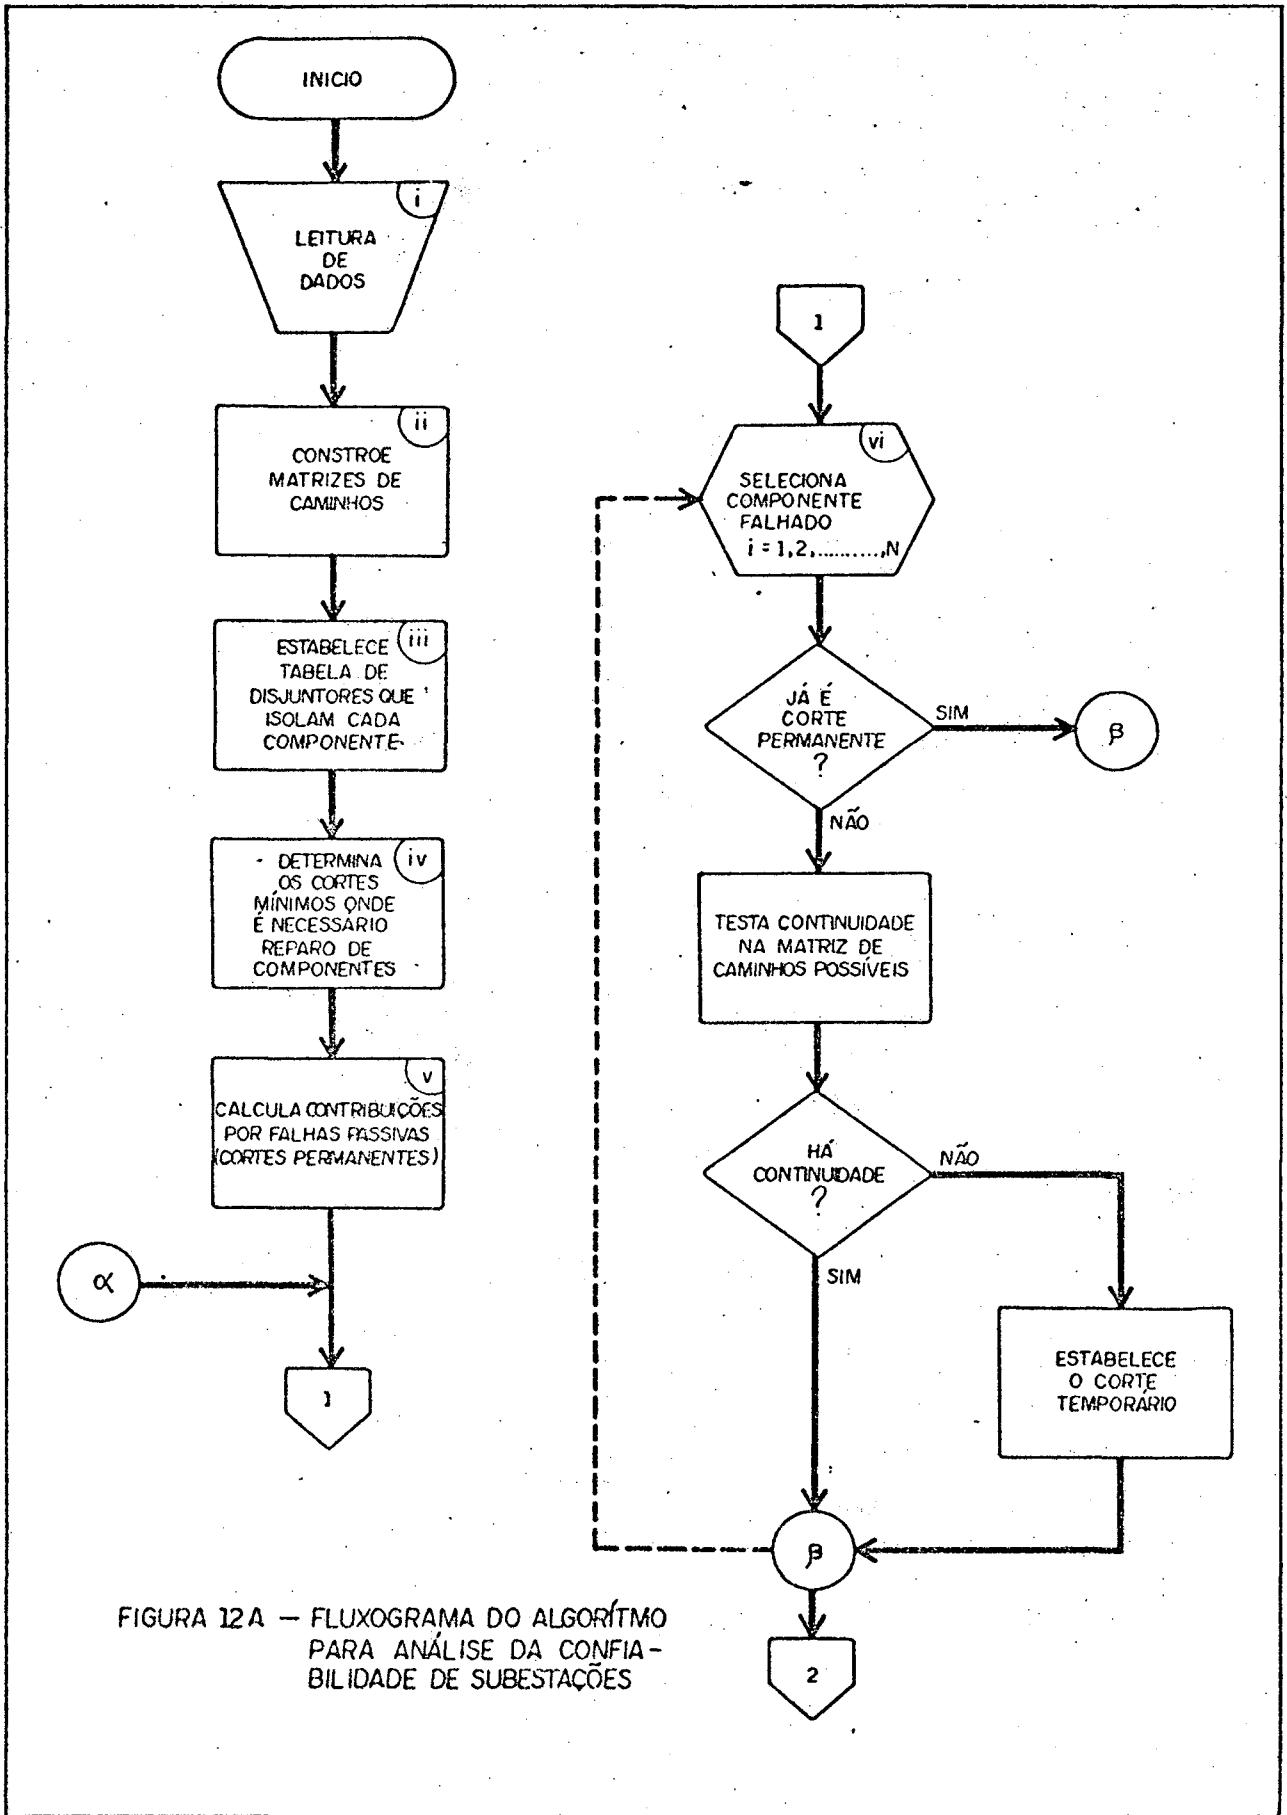 INICIO
i
LEITURA
DE
DADOS
ii
CONSTROE
MATRIZES DE
CAMINHOS
iii
ESTABELECE
TABELA DE
DISJUNTORES QUE
ISOLAM CADA
COMPONENTE
iv
DETERMINA
OS CORTES
MÍNIMOS ONDE
É NECESSÁRIO
REPARO DE
COMPONENTES
v
CALCULA CONTRIBUIÇÕES
POR FALHAS PASSIVAS
(CORTES PERMANENTES)
α
1
1
vi
SELECIONA
COMPONENTE
FALHADO
i = 1,2,..........,N
JÁ É
CORTE
PERMANENTE
?
SIM
β
NÃO
TESTA CONTINUIDADE
NA MATRIZ DE
CAMINHOS POSSÍVEIS
HÁ
CONTINUIDADE
?
NÃO
SIM
ESTABELECE
O CORTE
TEMPORÁRIO
β
2
FIGURA 12A — FLUXOGRAMA DO ALGORÍTMO
PARA ANÁLISE DA CONFIA-
BILIDADE DE SUBESTAÇÕES